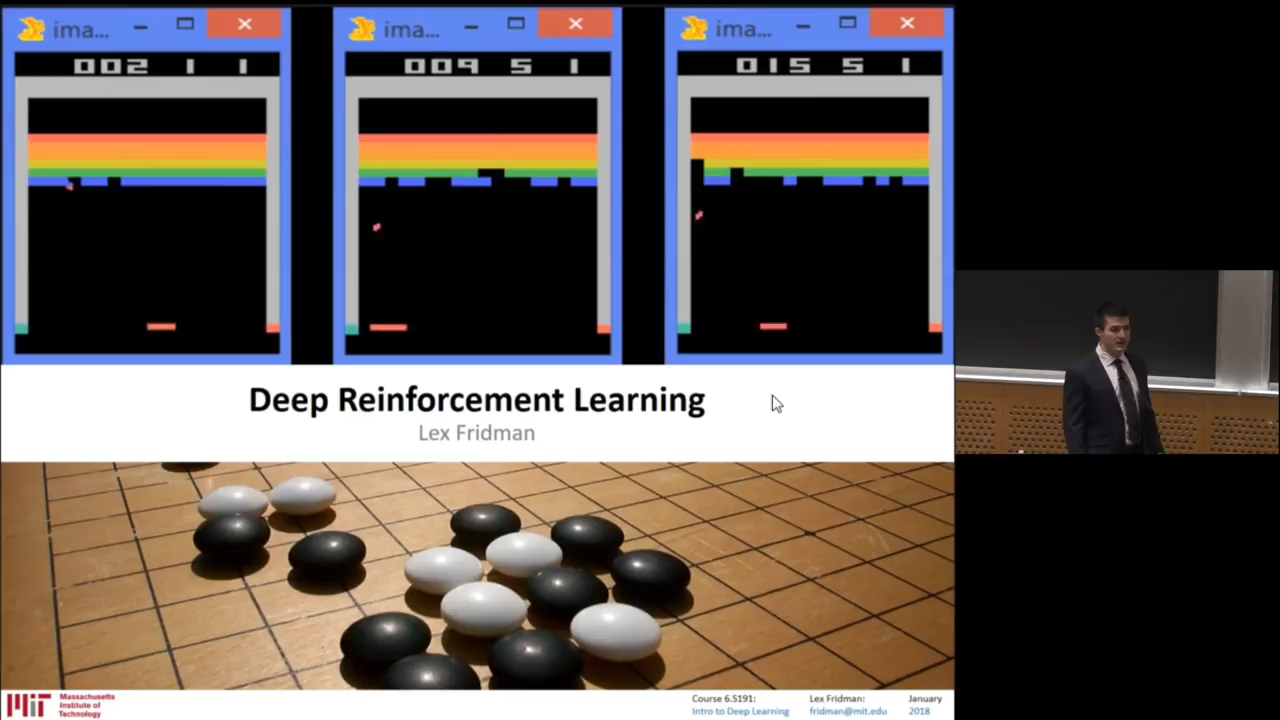 ima...
ima...
ima...
002 1 1
009 5 1
015 5 1
Deep Reinforcement Learning
Lex Fridman
MIT
Massachusetts
Institute of
Technology
Course 6.S191:
Intro to Deep Learning
Lex Fridman:
fridman@mit.edu
January
2018